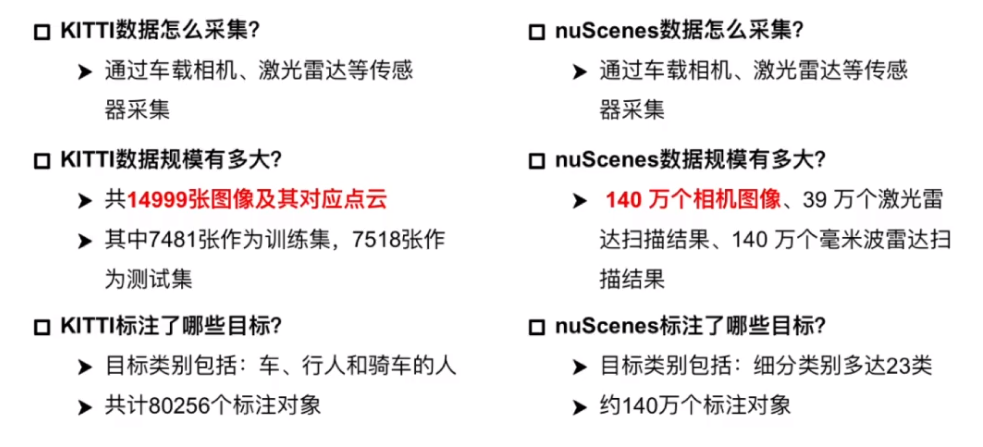 KITTI数据怎么采集?
通过车载相机、激光雷达等传感
器采集
KITTI数据规模有多大?
共14999张图像及其对应点云
其中7481张作为训练集，7518张作
为测试集
KITTI标注了哪些目标?
目标类别包括：车、行人和骑车的人
共计80256个标注对象
nuScenes数据怎么采集?
通过车载相机、激光雷达等传感
器采集
nuScenes数据规模有多大?
140 万个相机图像、39 万个激光雷
达扫描结果、140 万个毫米波雷达扫
描结果
nuScenes标注了哪些目标?
目标类别包括：细分类别多达23类
约140万个标注对象